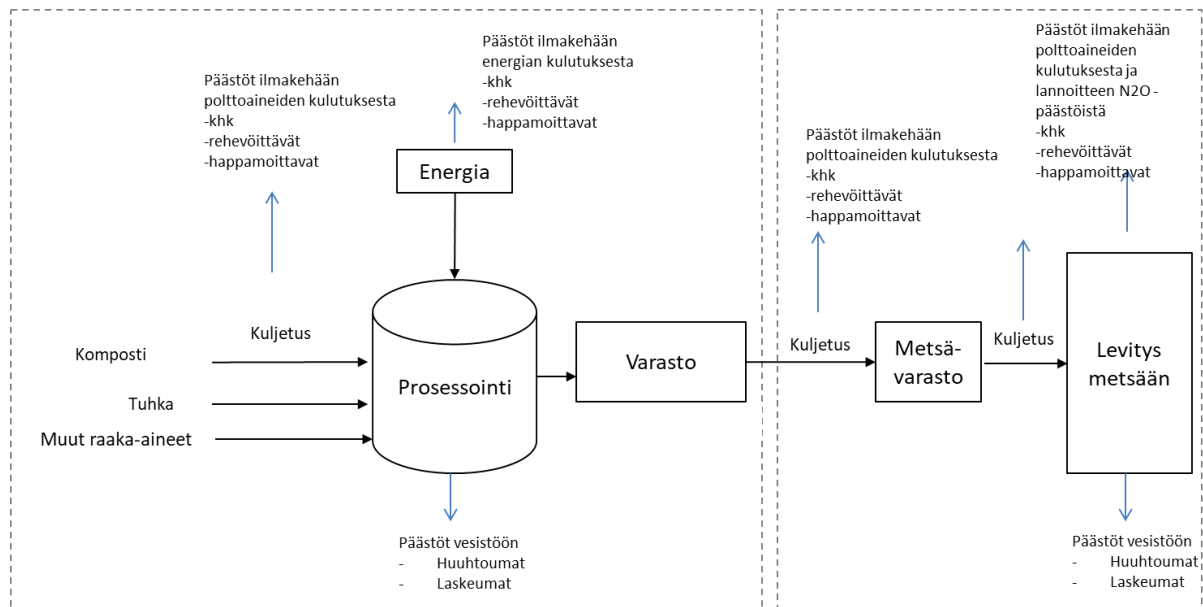 Päästöt ilmakehään
polttoaineiden kulutuksesta
-khk
-rehevöittävät
-happamoittavat
Päästöt ilmakehään
energian kulutuksesta
-khk
-rehevöittävät
-happamoittavat
Energia
Komposti
Tuhka
Muut raaka-aineet
Kuljetus
Prosessointi
Varasto
Päästöt vesistöön
- Huuhtoumat
- Laskeumat
Päästöt ilmakehään
polttoaineiden kulutuksesta
-khk
-rehevöittävät
-happamoittavat
Päästöt ilmakehään
polttoaineiden
kulutuksesta ja
lannoitteen N2O -
päästöistä
-khk
-rehevöittävät
-happamoittavat
Kuljetus
Metsä-
varasto
Kuljetus
Levitys
metsään
Päästöt vesistöön
- Huuhtoumat
- Laskeumat